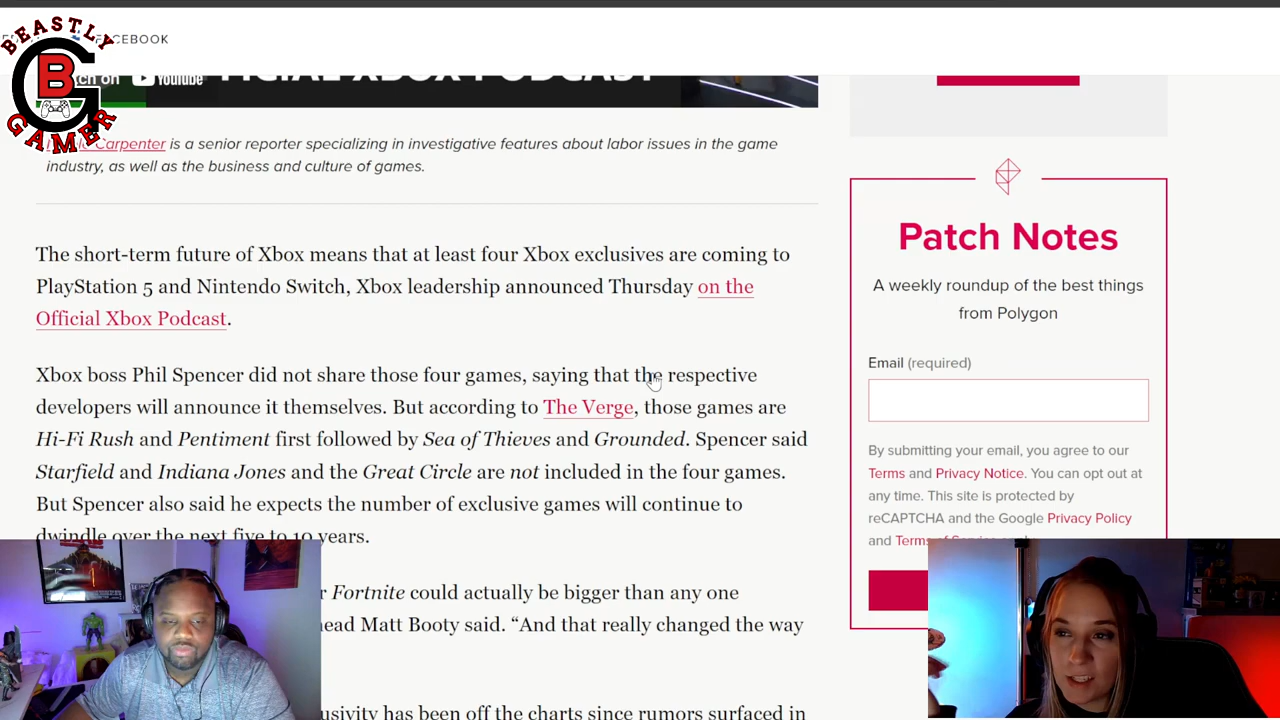 BEASTLY
B
GAMER
FACEBOOK
ch on YouTube
OFFICIAL XBOX PODCAST
Carpenter is a senior reporter specializing in investigative features about labor issues in the game
industry, as well as the business and culture of games.
The short-term future of Xbox means that at least four Xbox exclusives are coming to
PlayStation 5 and Nintendo Switch, Xbox leadership announced Thursday on the
Official Xbox Podcast.
Xbox boss Phil Spencer did not share those four games, saying that the respective
developers will announce it themselves. But according to The Verge, those games are
Hi-Fi Rush and Pentiment first followed by Sea of Thieves and Grounded. Spencer said
Starfield and Indiana Jones and the Great Circle are not included in the four games.
But Spencer also said he expects the number of exclusive games will continue to
dwindle over the next five to 10 years.
r Fortnite could actually be bigger than any one
ead Matt Booty said. “And that really changed the way
usivity has been off the charts since rumors surfaced in
Patch Notes
A weekly roundup of the best things
from Polygon
Email (required)
By submitting your email, you agree to our
Terms and Privacy Notice. You can opt out at
any time. This site is protected by
reCAPTCHA and the Google Privacy Policy
and Terms of Service